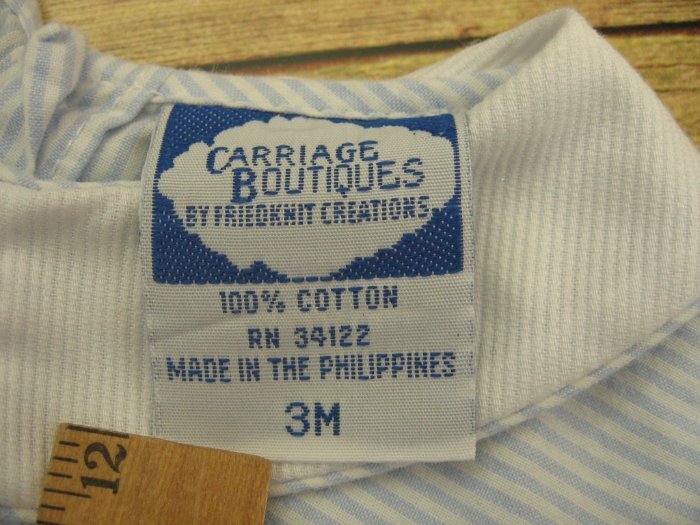 CARRIAGE
BOUTIQUES
BY FRIEDKNIT CREATIONS
100% COTTON
RN 34122
MADE IN THE PHILIPPINES
3M
12